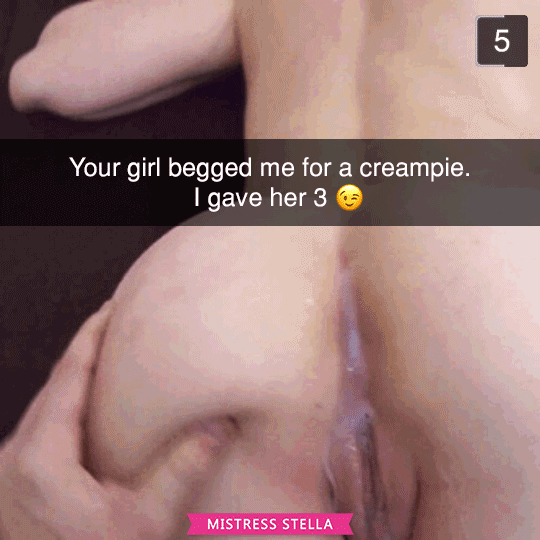 5
Your girl begged me for a creampie.
I gave her 3 😉
MISTRESS STELLA